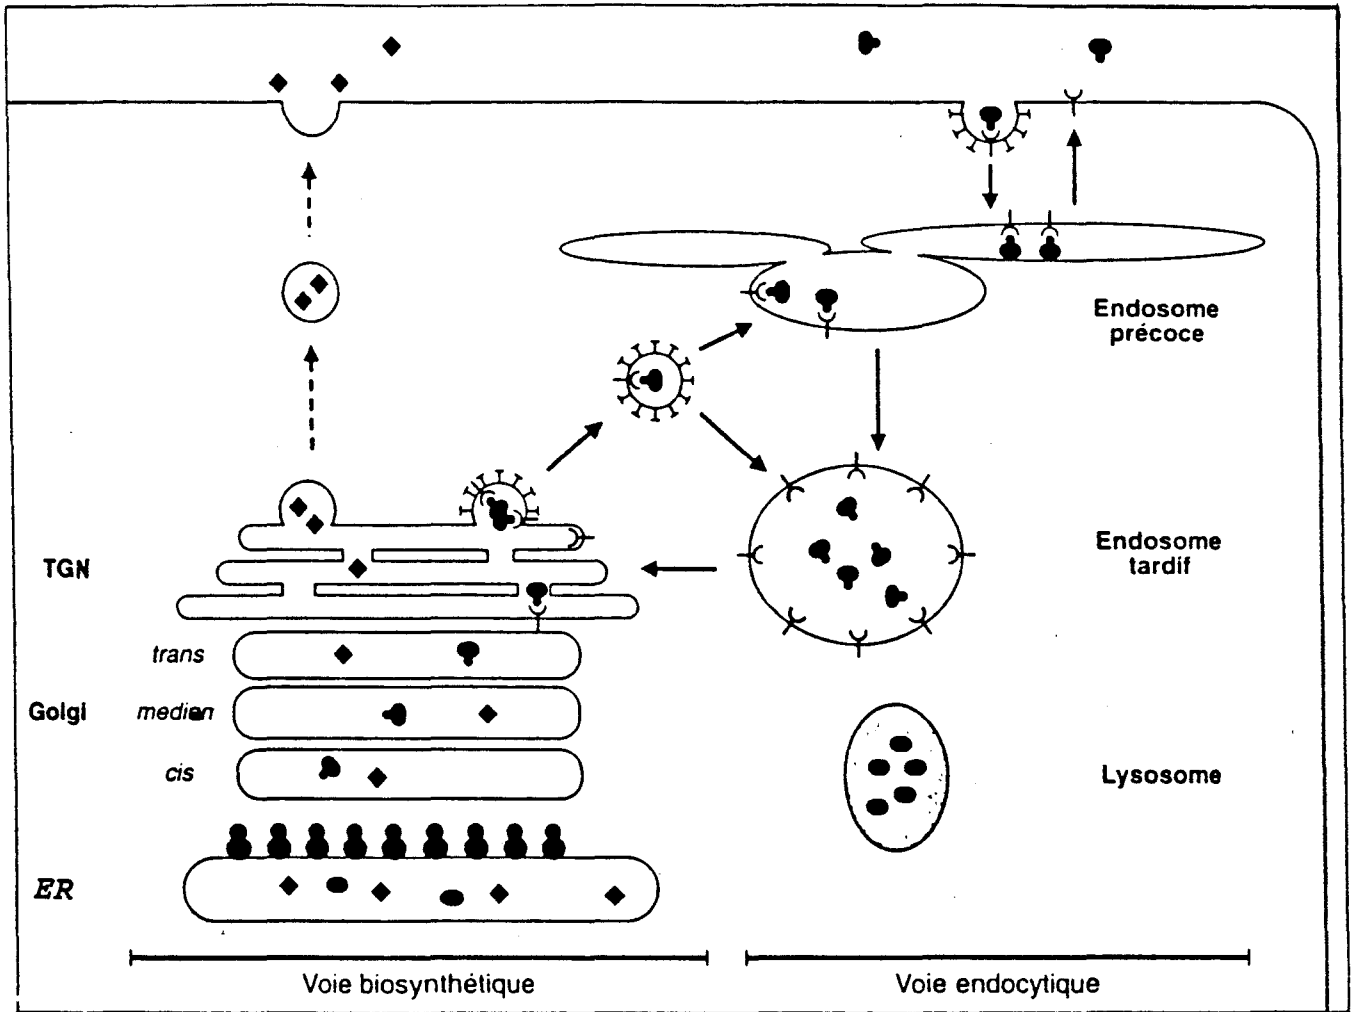 Endosome
précoce
Endosome
tardif
TGN
trans
Golgi
median
cis
Lysosome
ER
Voie biosynthétique
Voie endocytique